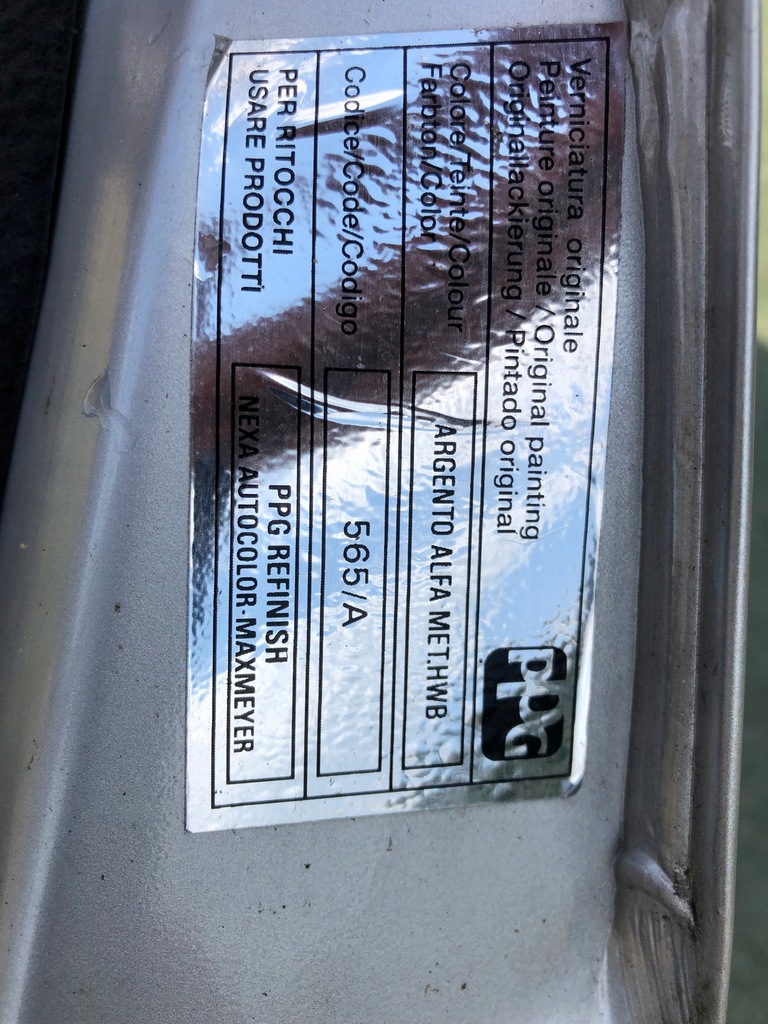 Verniciatura originale
Peinture originale / Original painting
Originallackierung / Pintado original
PPG
Colore/Teinte/Colour
Farbton/Color
ARGENTO ALFA MET.HWB
Codice/Code/Codigo
565/A
PER RITOCCHI
USARE PRODOTTI
PPG REFINISH
NEXA AUTOCOLOR-MAXMEYER